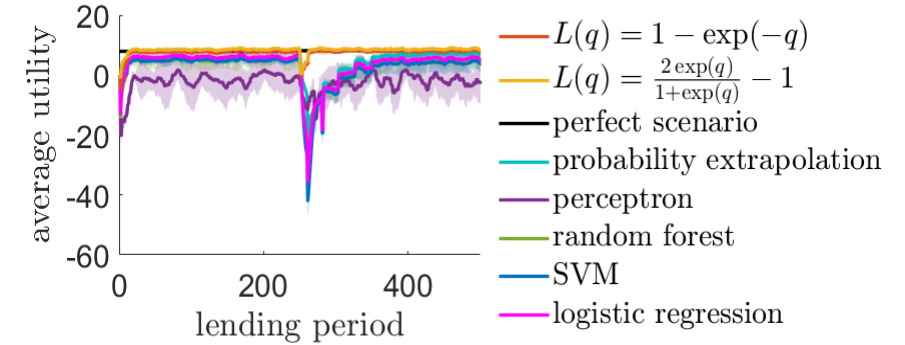 20
0
-20
-40
-60
average utility
0 200 400
lending period
L(q) = 1 − exp(−q)
L(q) = \frac{2 exp(q)}{1+exp(q)} − 1
perfect scenario
probability extrapolation
perceptron
random forest
SVM
logistic regression